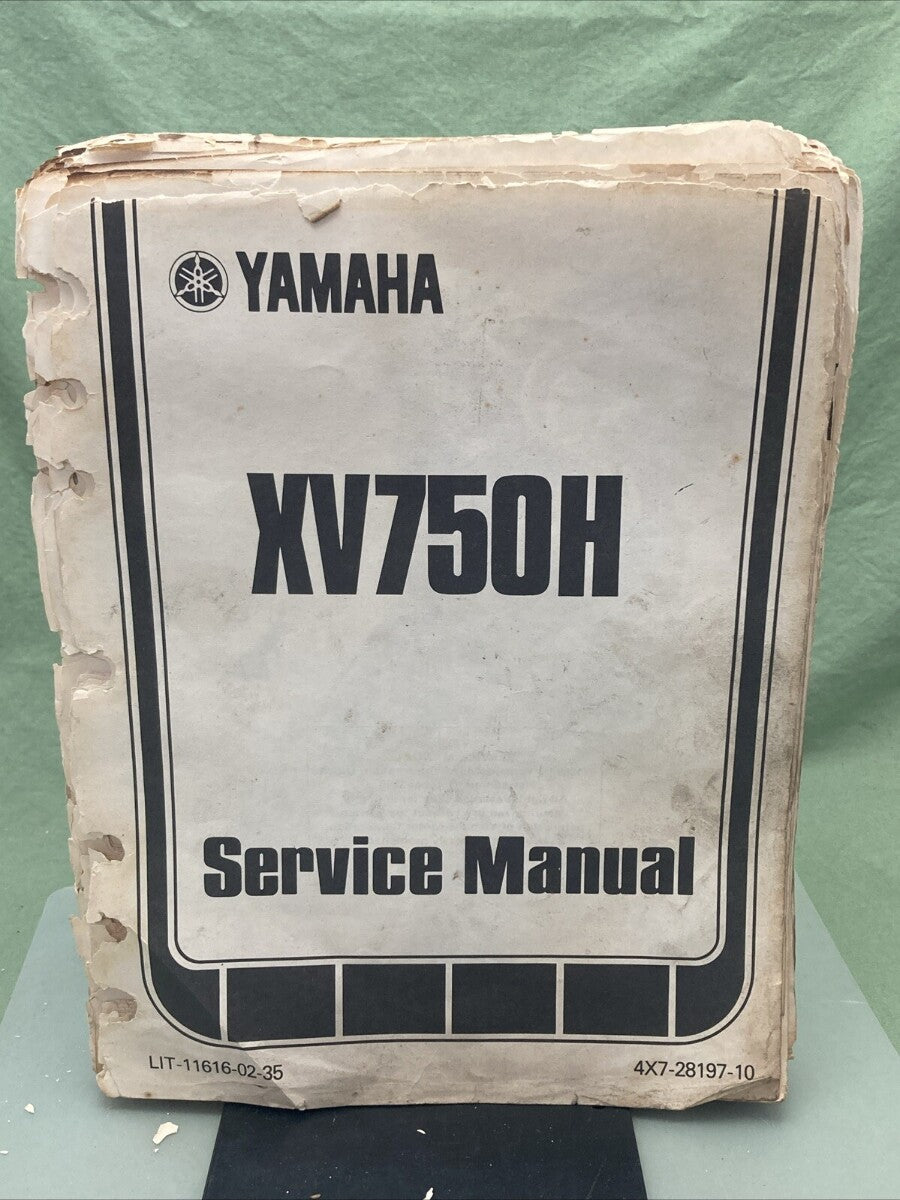 YAMAHA
XV750H
Service Manual
LIT-11616-02-35
4X7-28197-10